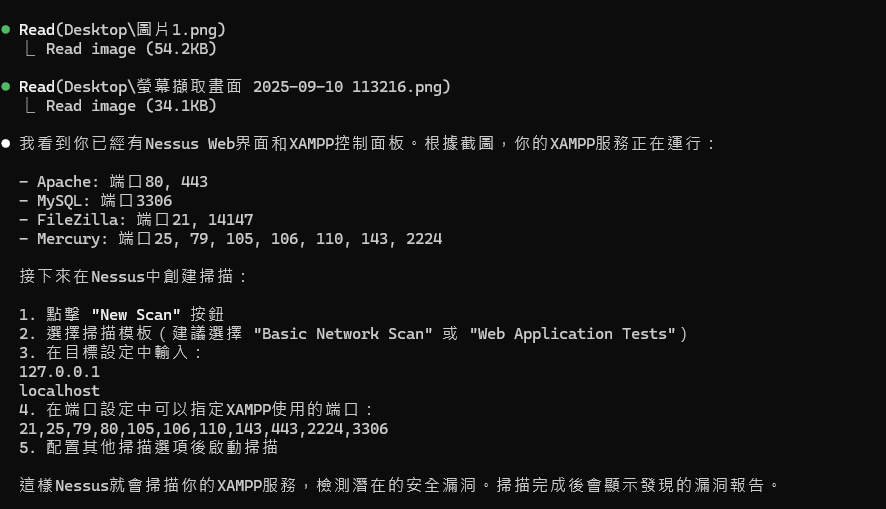 ● Read(Desktop\圖片1.png)
⎿ Read image (54.2KB)
● Read(Desktop\螢幕擷取畫面 2025-09-10 113216.png)
⎿ Read image (34.1KB)
● 我看到你已經有Nessus Web界面和XAMPP控制面板。根據截圖，你的XAMPP服務正在運行：
- Apache: 端口80, 443
- MySQL: 端口3306
- FileZilla: 端口21, 14147
- Mercury: 端口25, 79, 105, 106, 110, 143, 2224
接下來在Nessus中創建掃描：
1. 點擊 "New Scan" 按鈕
2. 選擇掃描模板（建議選擇 "Basic Network Scan" 或 "Web Application Tests"）
3. 在目標設定中輸入：
127.0.0.1
localhost
4. 在端口設定中可以指定XAMPP使用的端口：
21,25,79,80,105,106,110,143,443,2224,3306
5. 配置其他掃描選項後啟動掃描
這樣Nessus就會掃描你的XAMPP服務，檢測潛在的安全漏洞。掃描完成後會顯示發現的漏洞報告。